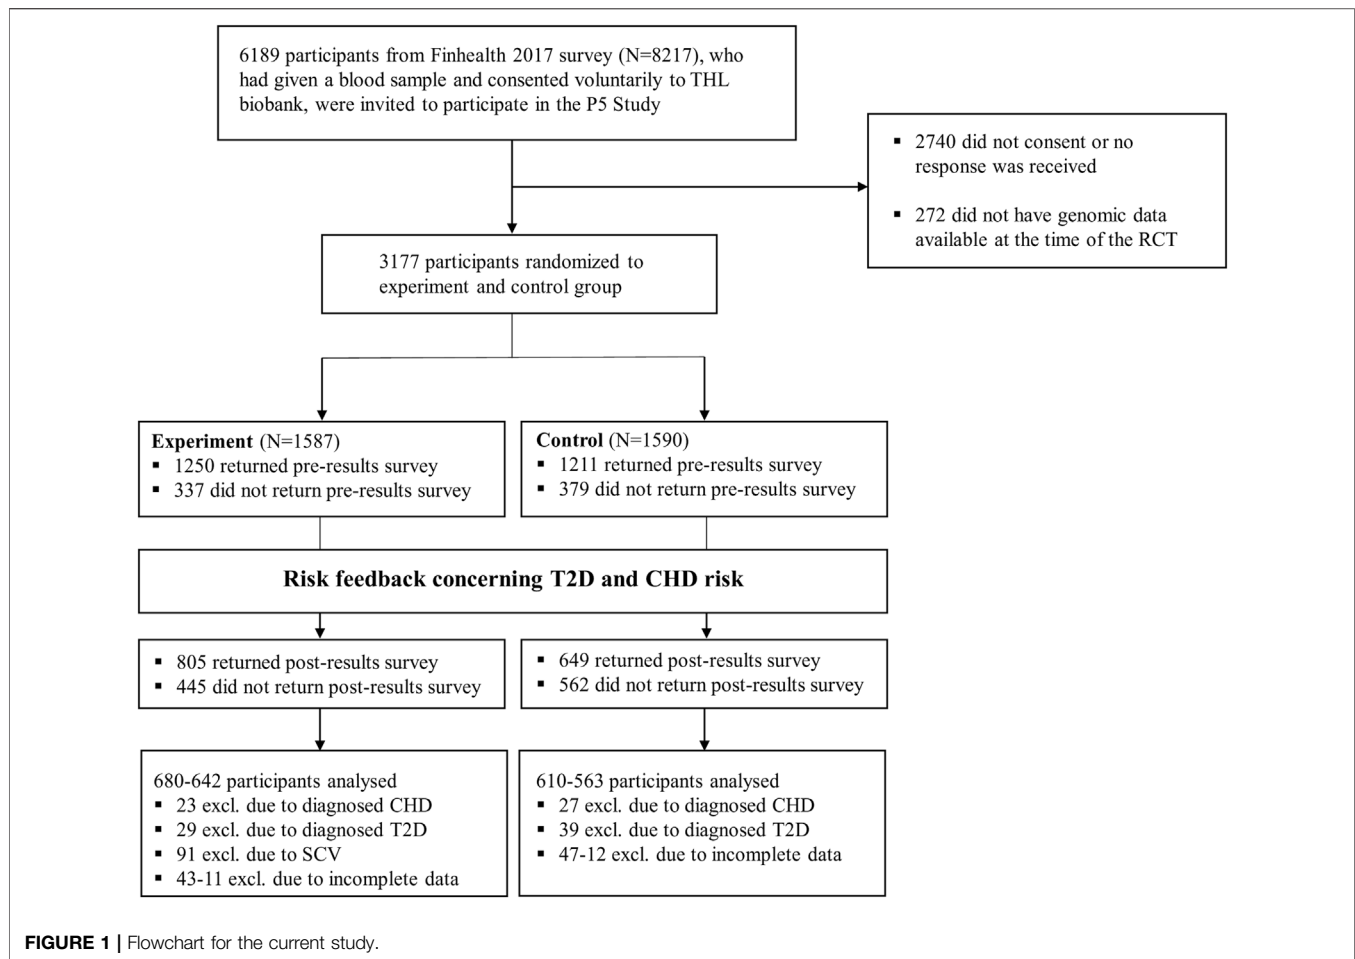 6189 participants from Finhealth 2017 survey (N=8217), who
had given a blood sample and consented voluntarily to THL
biobank, were invited to participate in the P5 Study
▪ 2740 did not consent or no
response was received
▪ 272 did not have genomic data
available at the time of the RCT
3177 participants randomized to
experiment and control group
Experiment (N=1587)
▪ 1250 returned pre-results survey
▪ 337 did not return pre-results survey
Control (N=1590)
▪ 1211 returned pre-results survey
▪ 379 did not return pre-results survey
Risk feedback concerning T2D and CHD risk
▪ 805 returned post-results survey
▪ 445 did not return post-results survey
▪ 649 returned post-results survey
▪ 562 did not return post-results survey
680-642 participants analysed
▪ 23 excl. due to diagnosed CHD
▪ 29 excl. due to diagnosed T2D
▪ 91 excl. due to SCV
▪ 43-11 excl. due to incomplete data
610-563 participants analysed
▪ 27 excl. due to diagnosed CHD
▪ 39 excl. due to diagnosed T2D
▪ 47-12 excl. due to incomplete data
FIGURE 1 | Flowchart for the current study.